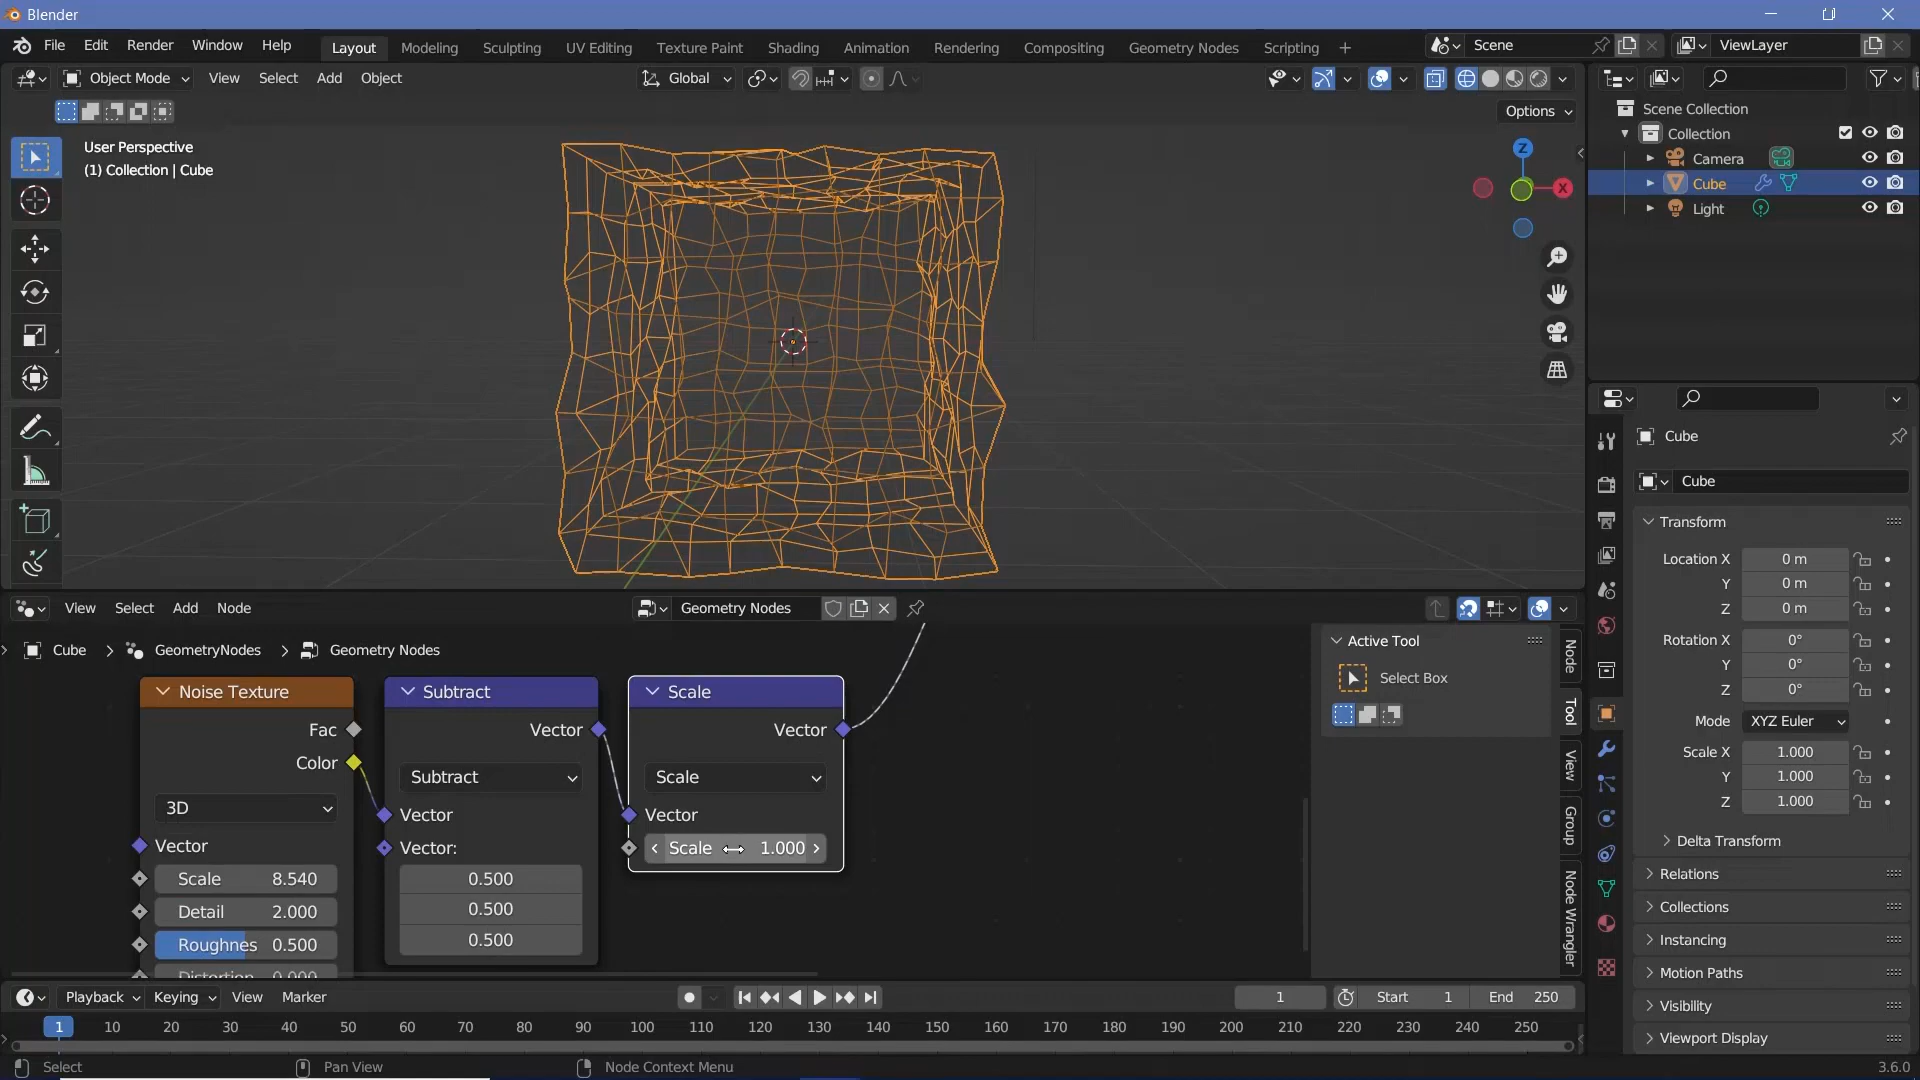 Blender
File Edit Render Window Help Layout Modeling Sculpting UV Editing Texture Paint Shading Animation Rendering Compositing Geometry Nodes Scripting + Scene ViewLayer
Object Mode View Select Add Object Global
Options
User Perspective
(1) Collection | Cube
Z
X
Scene Collection
Collection
Camera
Cube
Light
Cube
Cube
Transform
Location X 0 m
Y 0 m
Z 0 m
Rotation X 0°
Y 0°
Z 0°
Mode XYZ Euler
Scale X 1.000
Y 1.000
Z 1.000
Delta Transform
Relations
Collections
Instancing
Motion Paths
Visibility
Viewport Display
View Select Add Node Geometry Nodes
Cube > GeometryNodes > Geometry Nodes
Noise Texture
Fac
Color
3D
Vector
Scale 8.540
Detail 2.000
Roughnes 0.500
Distortion 0.000
Subtract
Vector
Subtract
Vector
Vector:
0.500
0.500
0.500
Scale
Vector
Scale
Vector
Scale 1.000
Active Tool
Select Box
Node
Tool
View
Group
Node Wrangler
Playback Keying View Marker 1 Start 1 End 250
1 10 20 30 40 50 60 70 80 90 100 110 120 130 140 150 160 170 180 190 200 210 220 230 240 250
Select Pan View Node Context Menu 3.6.0